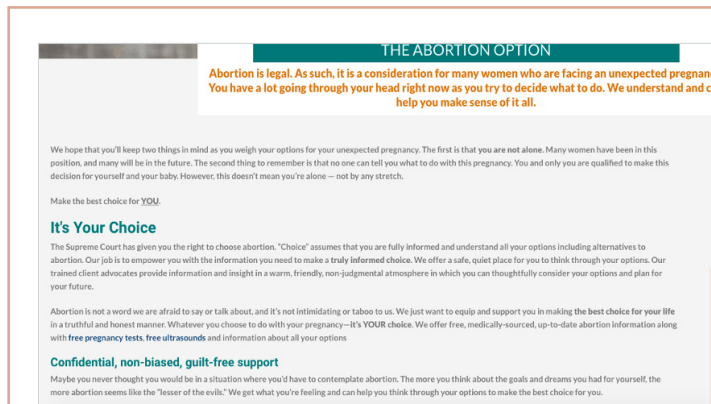 THE ABORTION OPTION
Abortion is legal. As such, it is a consideration for many women who are facing an unexpected
You have a lot going through your head right now as you try to decide what to do. We understand and
help you make sense of it all.
We hope that you'll keep two things in mind as you weigh your options for your unexpected pregnancy. The first is that you are not alone. Many women have been in this
position, and many will be in the future. The second thing to remember is that no one can tell you what to do with this pregnancy. You and only you are qualified to make this
decision for yourself and your baby. However, this doesn't mean you're alone — not by any stretch.
Make the best choice for YOU.
It's Your Choice
The Supreme Court has given you the right to choose abortion. "Choice" assumes that you are fully informed and understand all your options including alternatives to
abortion. Our job is to empower you with the information you need to make a truly informed choice. We offer a safe, quiet place for you to think through your options. Our
trained client advocates provide information and insight in a warm, friendly, non-judgmental atmosphere in which you can thoughtfully consider your options and plan for
your future.
Abortion is not a word we are afraid to say or talk about, and it's not intimidating or taboo to us. We just want to equip and support you in making the best choice for your life
in a truthful and honest manner. Whatever you choose to do with your pregnancy—it's YOUR choice. We offer free, medically-sourced, up-to-date abortion information along
with free pregnancy tests, free ultrasounds and information about all your options
Confidential, non-biased, guilt-free support
Maybe you never thought you would be in a situation where you'd have to contemplate abortion. The more you think about the goals and dreams you had for yourself, the
more abortion seems like the "lesser of the evils." We get what you're feeling and can help you think through your options to make the best choice for you.